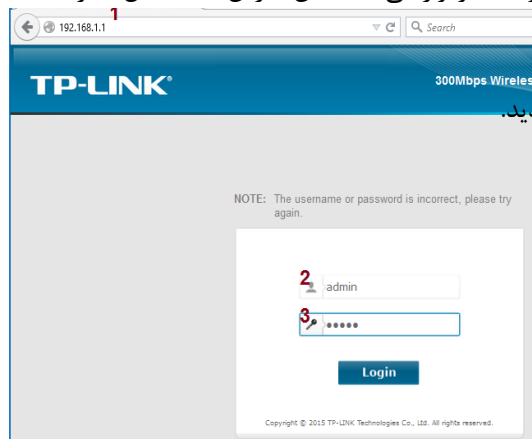 1
192.168.1.1
Search
TP-LINK®
300Mbps Wireles
NOTE: The username or password is incorrect, please try
again.
2
admin
3
•••••
Login
Copyright © 2015 TP-LINK Technologies Co., Ltd. All rights reserved.